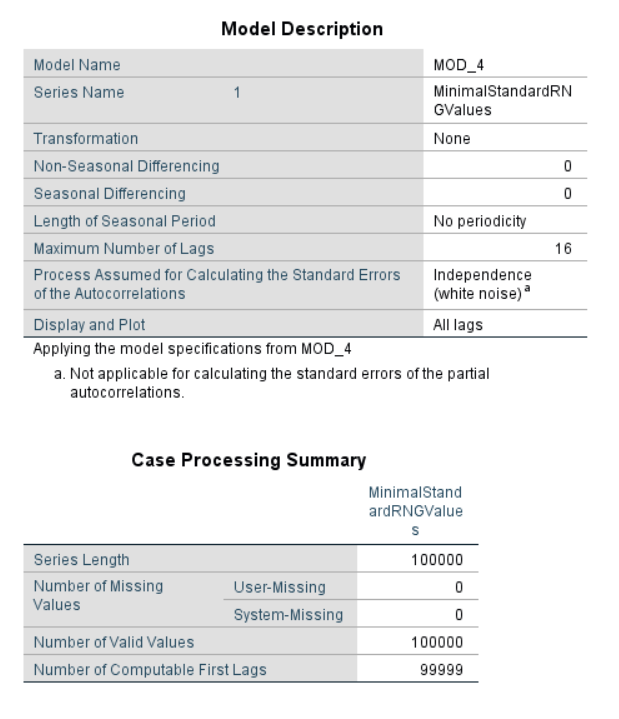 Model Description
Model Name MOD_4
Series Name 1 MinimalStandardRN
GValues
Transformation None
Non-Seasonal Differencing 0
Seasonal Differencing 0
Length of Seasonal Period No periodicity
Maximum Number of Lags 16
Process Assumed for Calculating the Standard Errors Independence
of the Autocorrelations (white noise) a
Display and Plot All lags
Applying the model specifications from MOD_4
a. Not applicable for calculating the standard errors of the partial
autocorrelations.
Case Processing Summary
MinimalStand
ardRNGValue
s
Series Length 100000
Number of Missing User-Missing 0
Values System-Missing 0
Number of Valid Values 100000
Number of Computable First Lags 99999